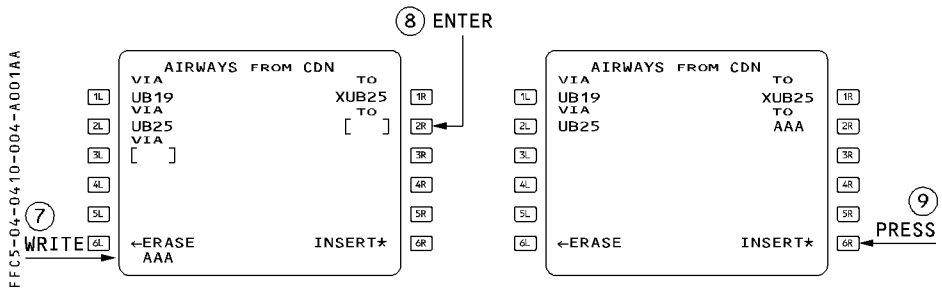 8 ENTER
FFC5-04-0410-004-A001AA
AIRWAYS FROM CDN
VIA TO
1L UB19 XUB25 1R
VIA TO
2L UB25 [ ] 2R
VIA
3L [ ] 3R
4L 4R
5L 5R
7
WRITE 6L ←ERASE INSERT* 6R
AAA
AIRWAYS FROM CDN
VIA TO
1L UB19 XUB25 1R
VIA TO
2L UB25 AAA 2R
3L 3R
4L 4R
5L 5R
9
PRESS
6L ←ERASE INSERT* 6R